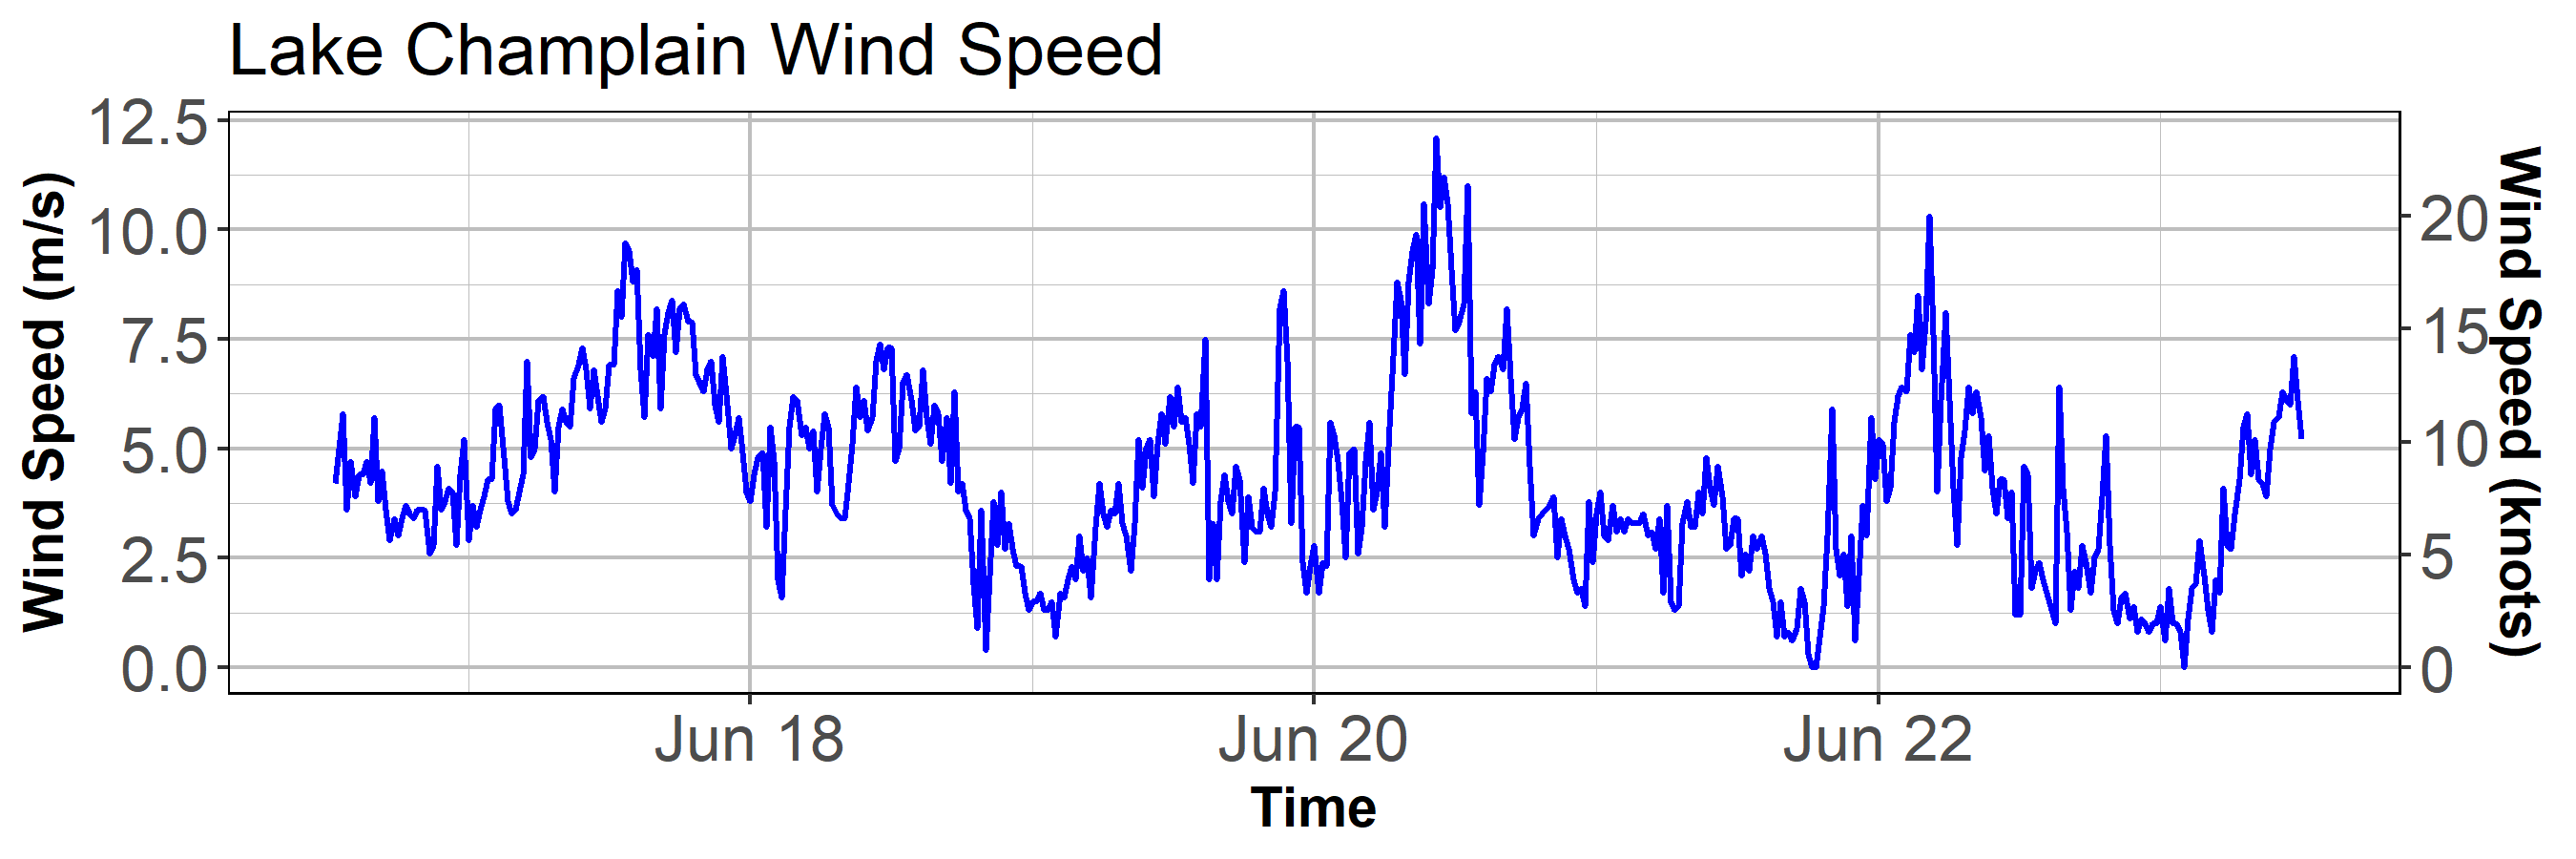 Lake Champlain Wind Speed
12.5
10.0
7.5
5.0
2.5
0.0
Wind Speed (m/s)
20
15
10
5
0
Wind Speed (knots)
Jun 18
Jun 20
Jun 22
Time